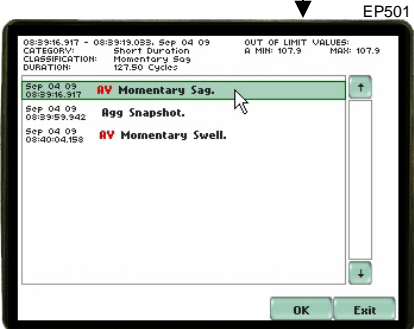 EP501
08:39:16.917 - 08:39:19.033, Sep 04 09 OUT OF LIMIT VALUES:
CATEGORY: Short Duration A MIN: 107.9 MAX: 107.9
CLASSIFICATION: Momentary Sag
DURATION: 127.50 Cycles
Sep 04 09
08:39:16.917 AV Momentary Sag.
Sep 04 09
08:39:59.942 Agg Snapshot.
Sep 04 09
08:40:04.158 AV Momentary Swell.
OK Exit